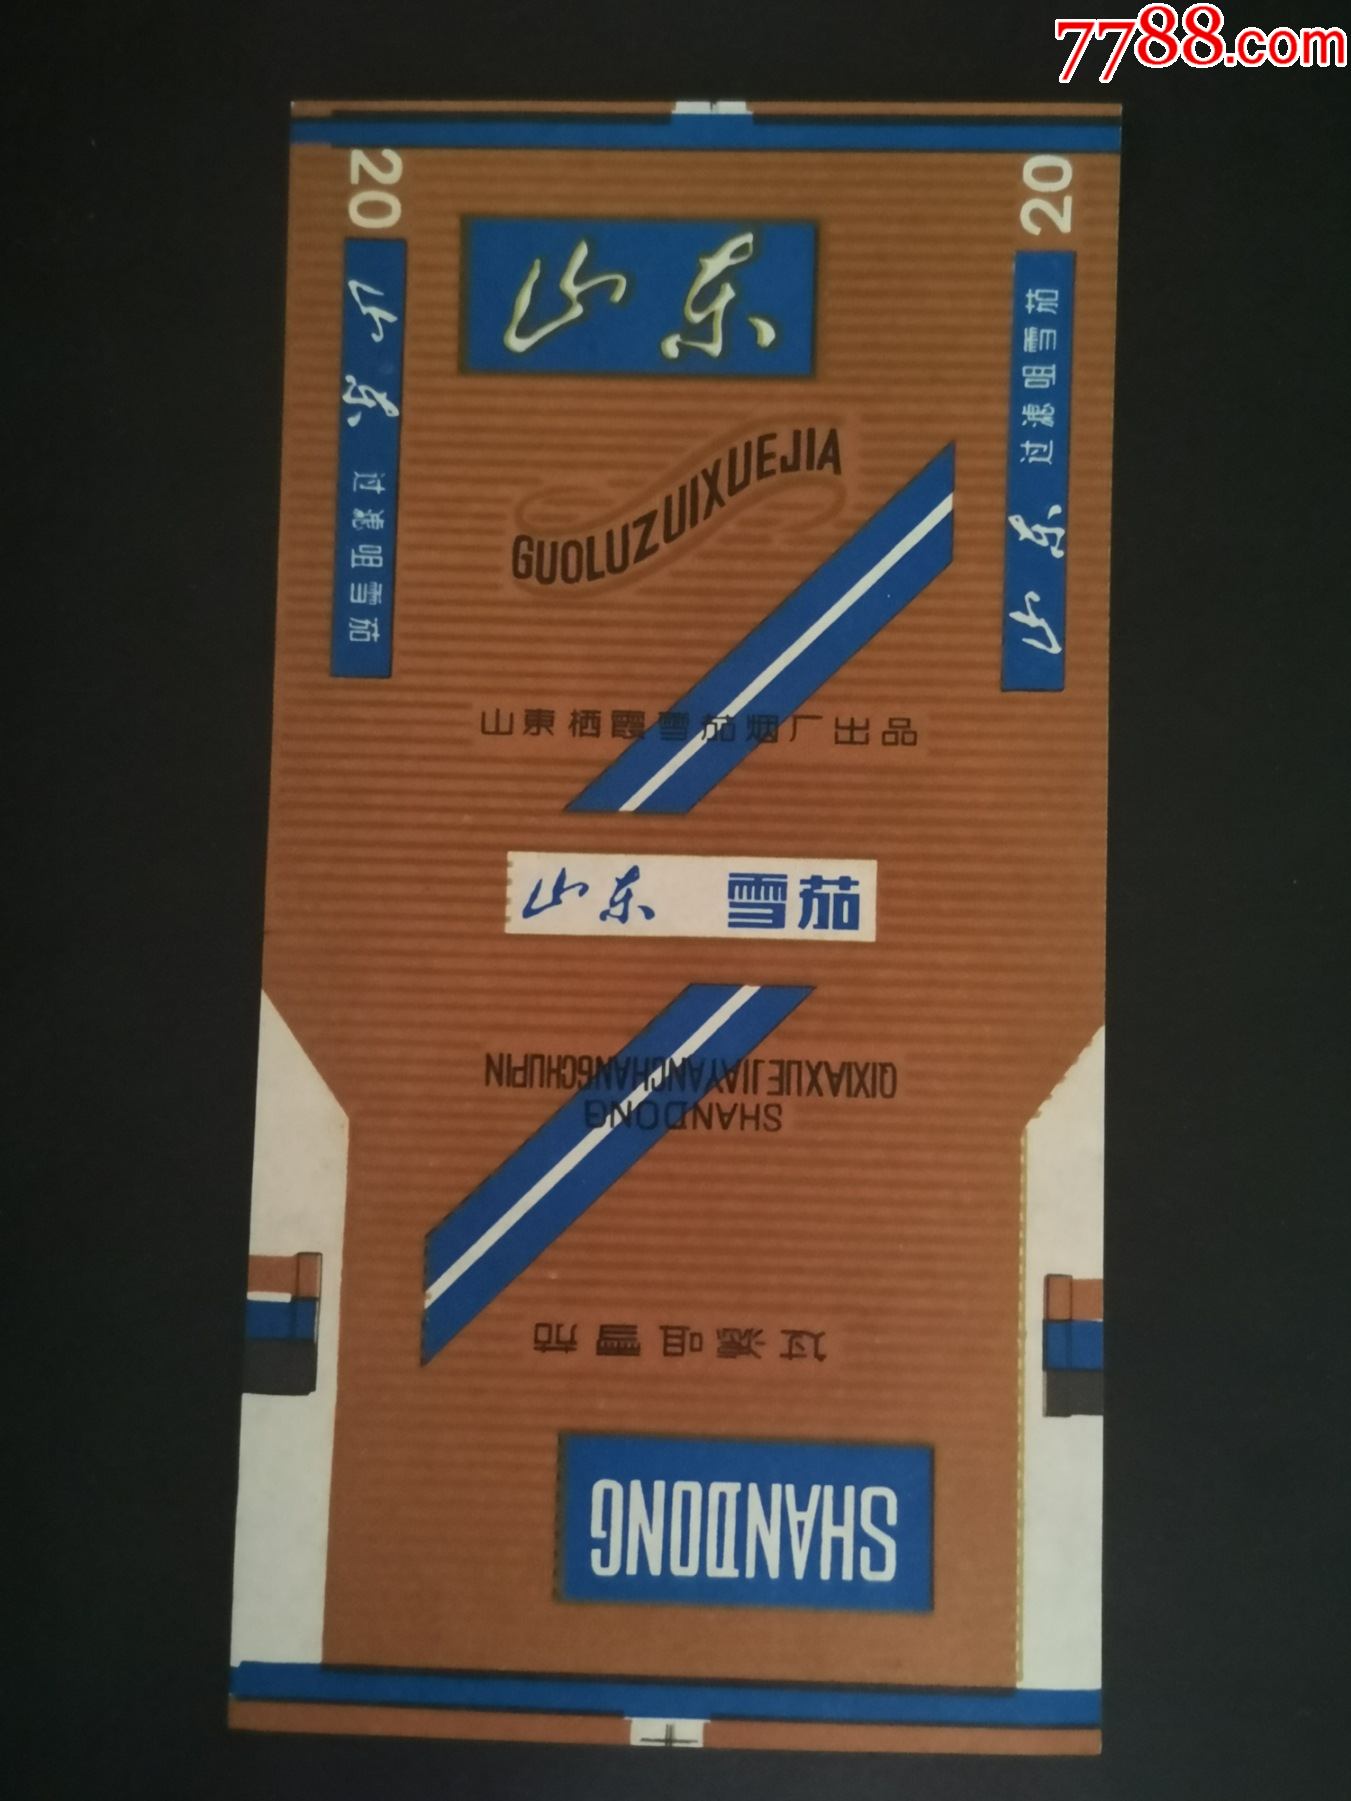 7788.com
20
20
山东
山东 过滤咀雪茄
山东 过滤咀雪茄
GUOLUZUIXUEJIA
山東栖霞雪茄烟厂出品
山东 雪茄
SHANDONG
QIXIAXUEJIAYANCHANGCHUPIN
过滤咀雪茄
SHANDONG